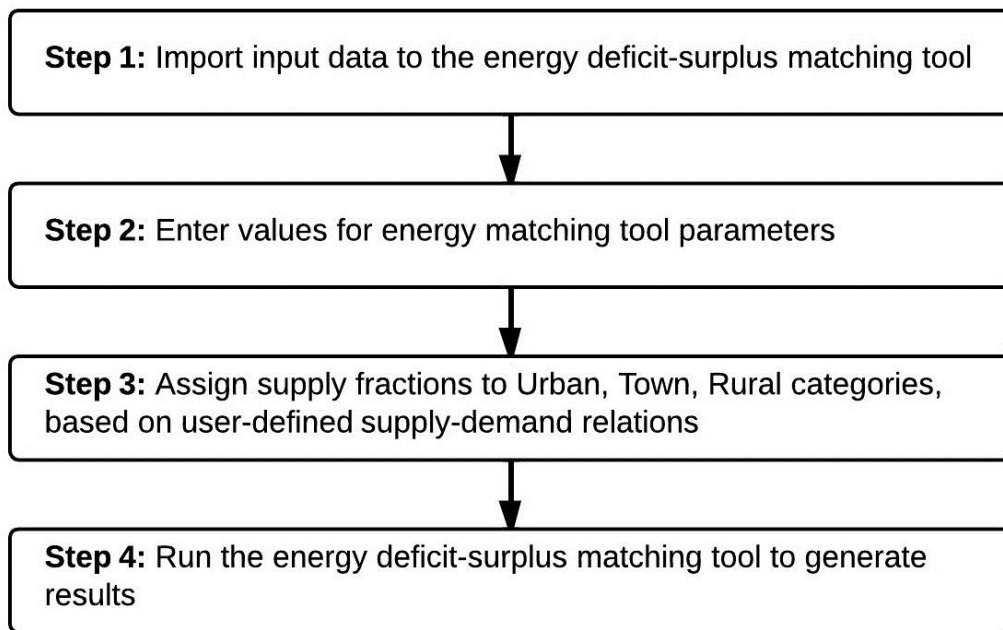 Step 1: Import input data to the energy deficit-surplus matching tool
Step 2: Enter values for energy matching tool parameters
Step 3: Assign supply fractions to Urban, Town, Rural categories,
based on user-defined supply-demand relations
Step 4: Run the energy deficit-surplus matching tool to generate
results